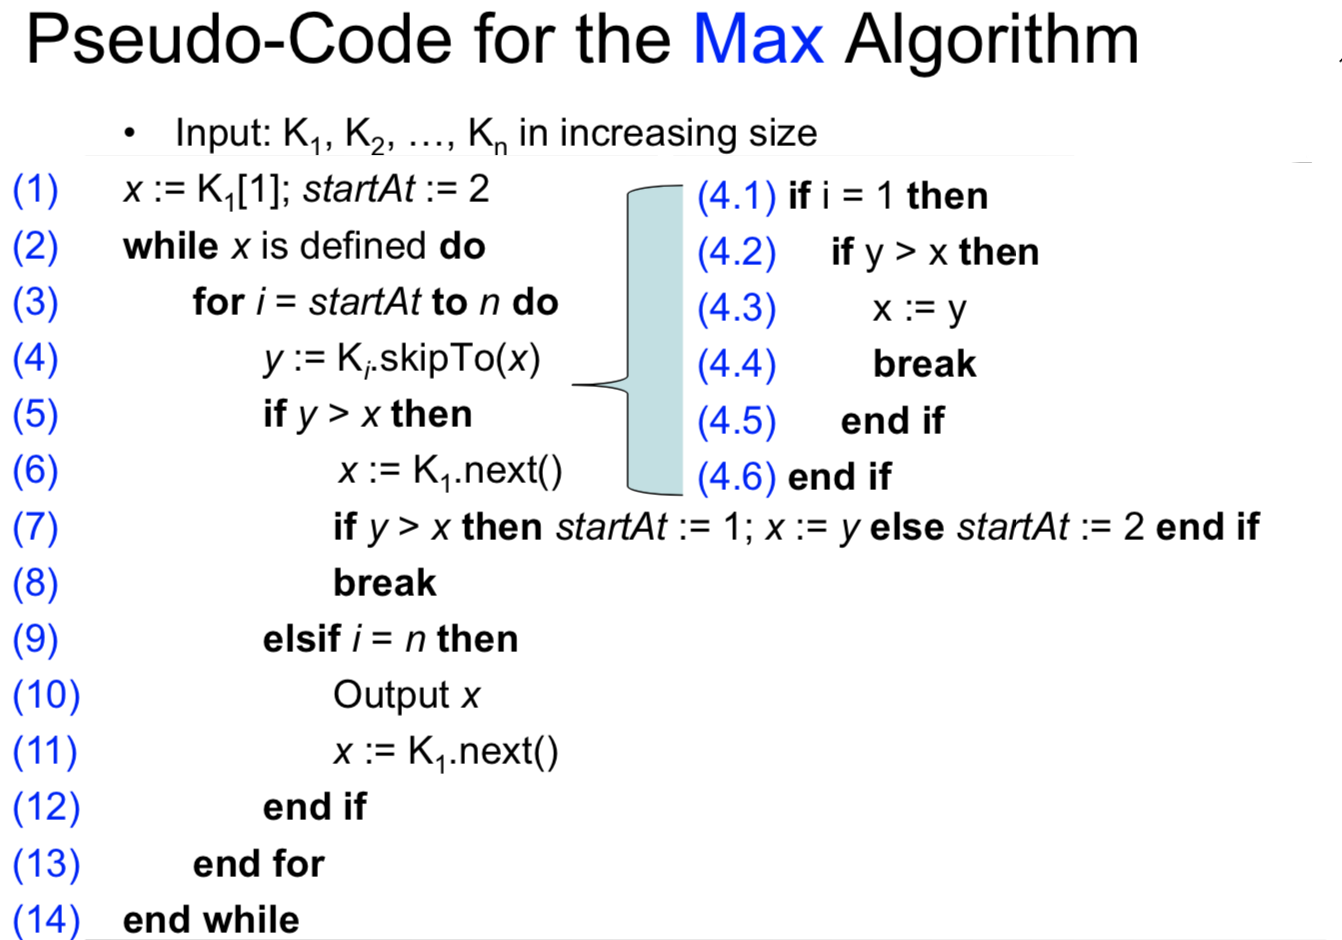 Pseudo-Code for the Max Algorithm
• Input: K1, K2, ..., Kn in increasing size
(1) x := K1[1]; startAt := 2
(2) while x is defined do
(3) for i = startAt to n do
(4) y := Ki.skipTo(x)
(5) if y > x then
(6) x := K1.next()
(4.1) if i = 1 then
(4.2) if y > x then
(4.3) x := y
(4.4) break
(4.5) end if
(4.6) end if
(7) if y > x then startAt := 1; x := y else startAt := 2 end if
(8) break
(9) elsif i = n then
(10) Output x
(11) x := K1.next()
(12) end if
(13) end for
(14) end while